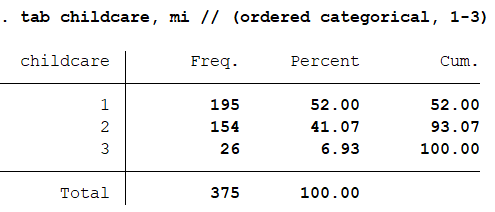 . tab childcare, mi // (ordered categorical, 1-3)
childcare Freq. Percent Cum.
1 195 52.00 52.00
2 154 41.07 93.07
3 26 6.93 100.00
Total 375 100.00